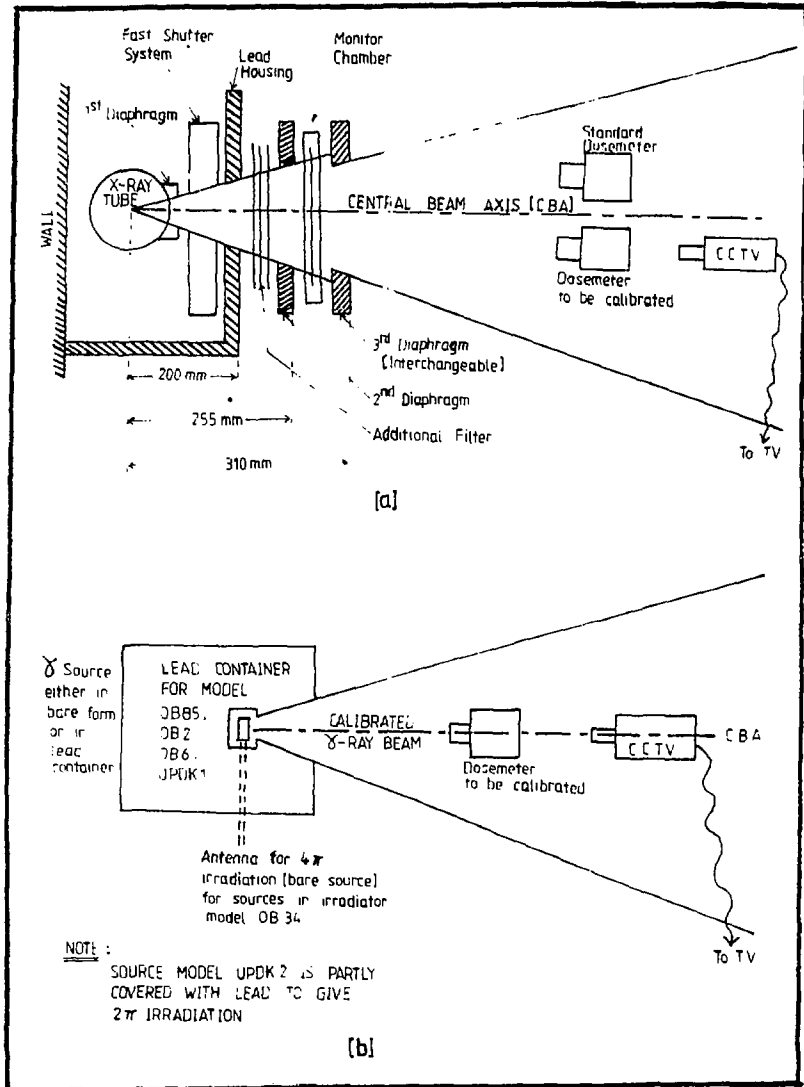 Fast Shutter
System
Lead
Housing
Monitor
Chamber
1st Diaphragm
X-RAY
TUBE
WALL
CENTRAL BEAM AXIS [CBA]
Standard
Dosemeter
CCTV
Dasemeter
to be calibrated
3rd Diaphragm
[Interchangeable]
2nd Diaphragm
Additional Filter
200 mm
255 mm
310 mm
To TV
[a]
γ Source
either in
bare form
or in
lead
container
LEAD CONTAINER
FOR MODEL
OB85,
OB2
OB6,
UPDK1
CALIBRATED
γ-RAY BEAM
CCTV
CBA
Dosemeter
to be calibrated
Antenna for 4π
irradiation [bare source]
for sources in irradiator
model OB 34
To TV
NOTE :
SOURCE MODEL UPDK 2 IS PARTLY
COVERED WITH LEAD TO GIVE
2π IRRADIATION
[b]